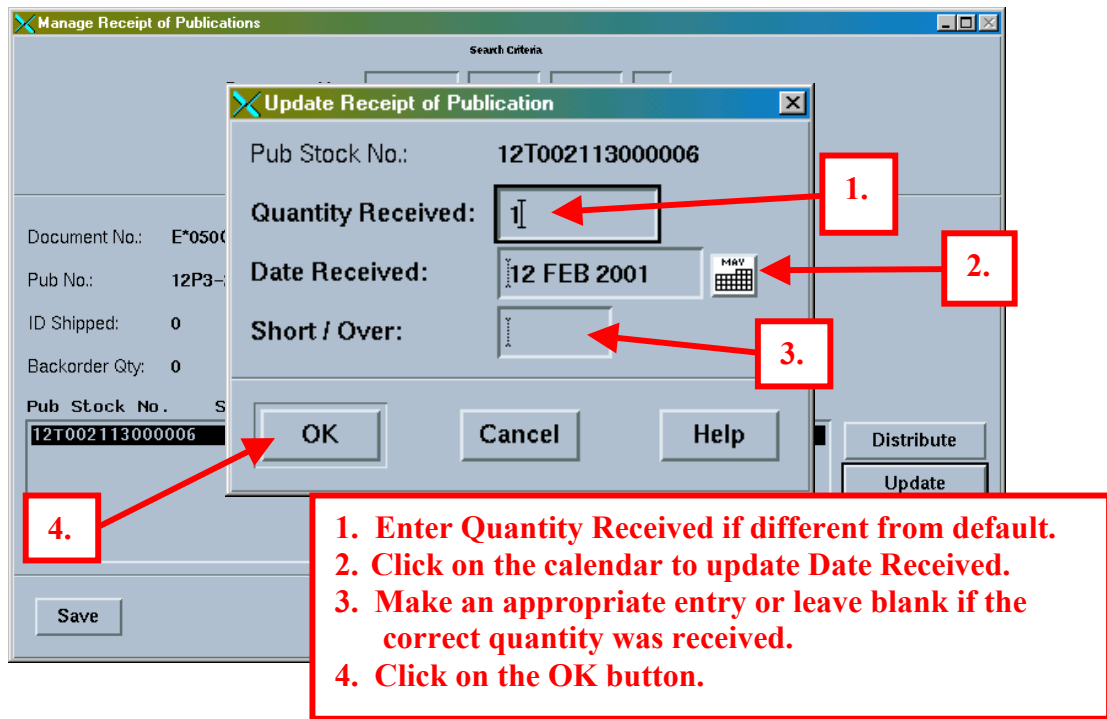 Manage Receipt of Publications
Search Criteria
Update Receipt of Publication
Pub Stock No.: 12T002113000006
1.
Quantity Received: 1
Document No.: E*050
Date Received: 12 FEB 2001 MAY
2.
Pub No.: 12P3-
ID Shipped: 0
Short / Over:
3.
Backorder Qty: 0
Pub Stock No. S
12T002113000006
OK Cancel Help
Distribute
Update
4.
1. Enter Quantity Received if different from default.
2. Click on the calendar to update Date Received.
3. Make an appropriate entry or leave blank if the
correct quantity was received.
4. Click on the OK button.
Save